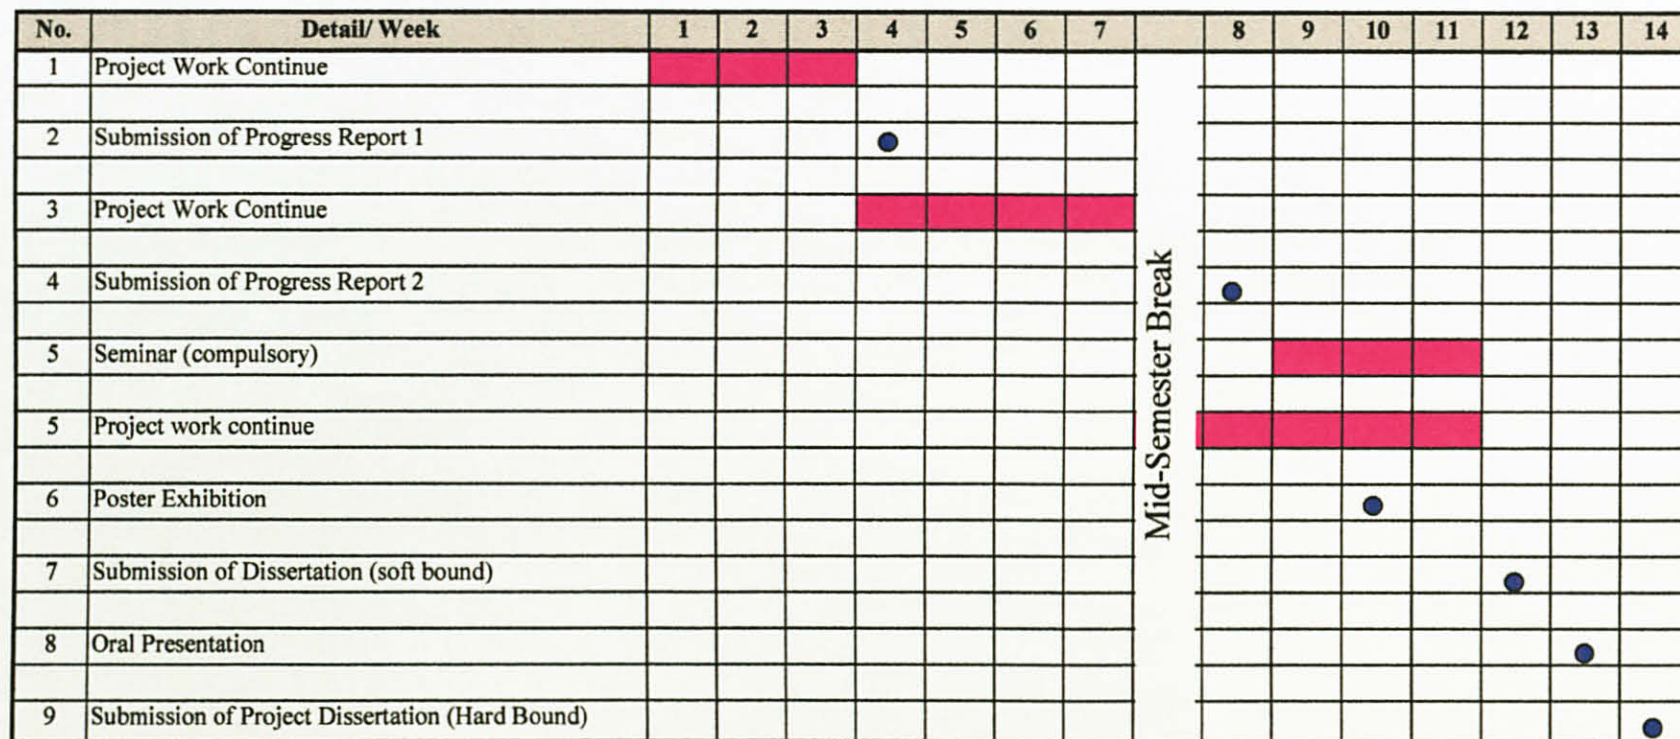 No. Detail/ Week 1 2 3 4 5 6 7 8 9 10 11 12 13 14
1 Project Work Continue
2 Submission of Progress Report 1
3 Project Work Continue
4 Submission of Progress Report 2
5 Seminar (compulsory)
5 Project work continue
6 Poster Exhibition
7 Submission of Dissertation (soft bound)
8 Oral Presentation
9 Submission of Project Dissertation (Hard Bound)
Mid-Semester Break